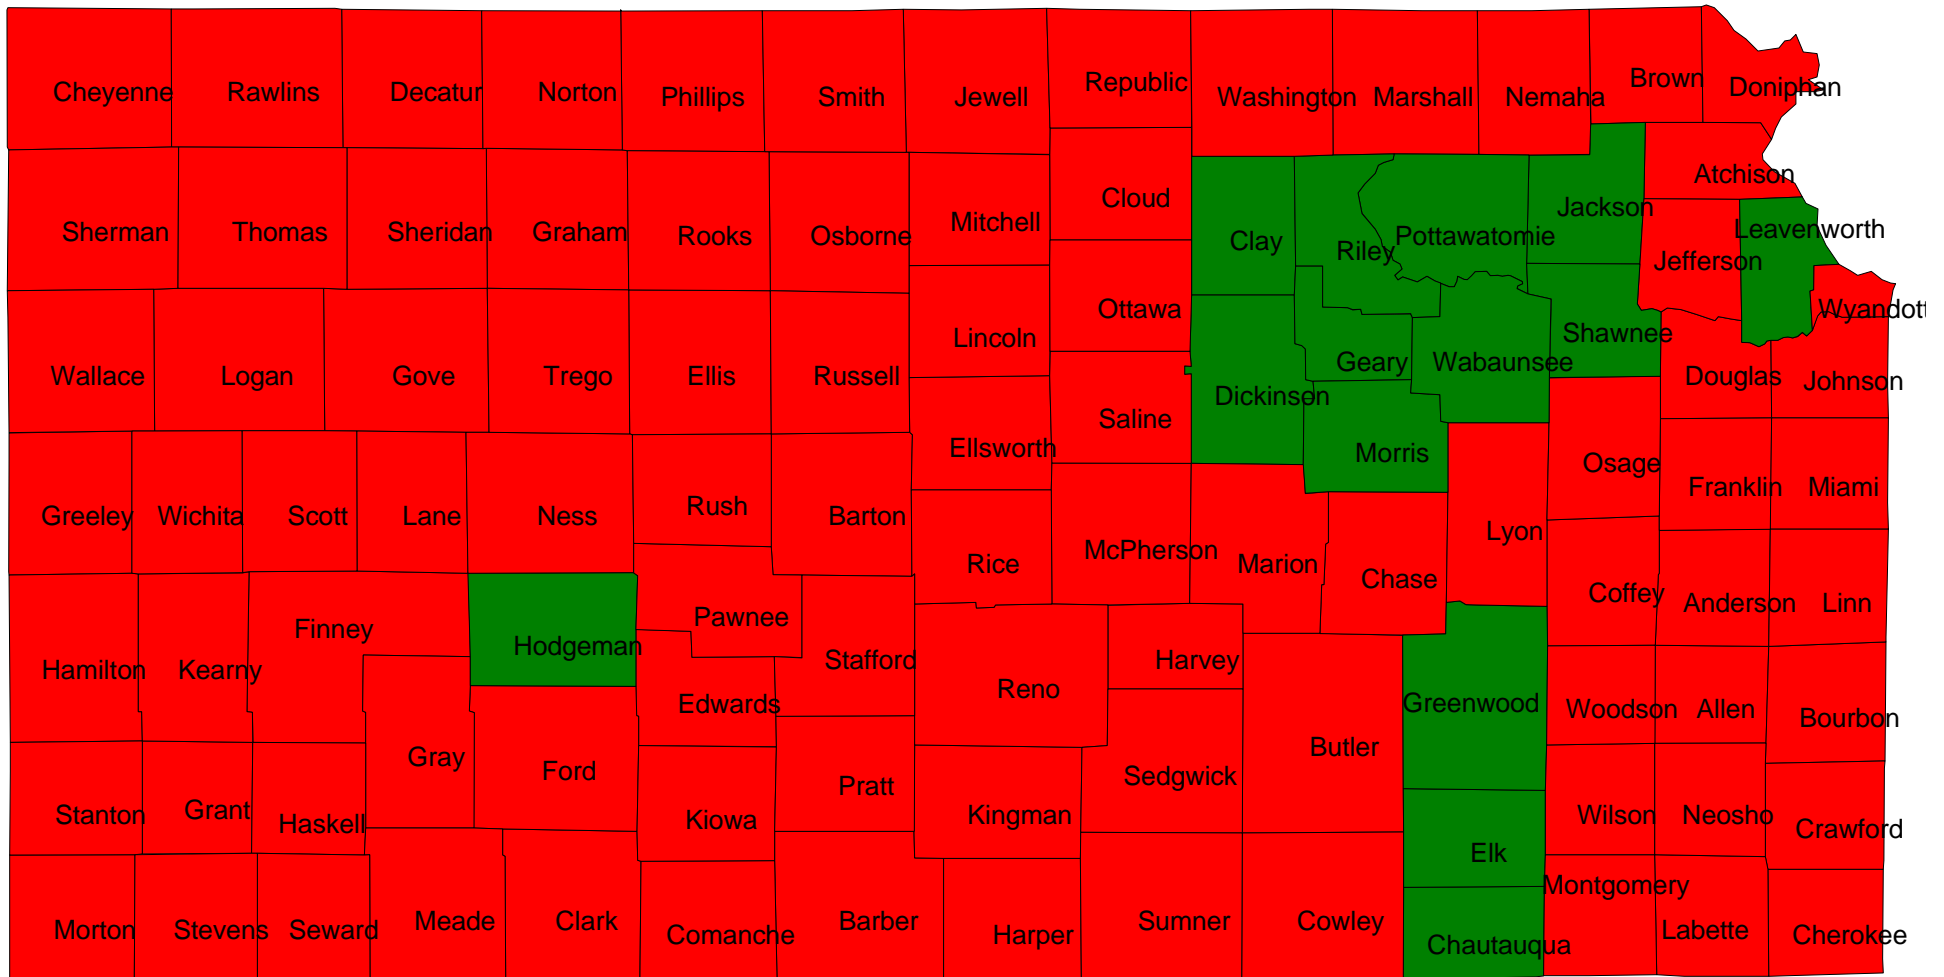 Cheyenne
Rawlins
Decatur
Norton
Phillips
Smith
Jewell
Republic
Washington
Marshall
Nemaha
Brown
Doniphan
Sherman
Thomas
Sheridan
Graham
Rooks
Osborne
Mitchell
Cloud
Clay
Riley
Pottawatomie
Jackson
Atchison
Jefferson
Leavenworth
Wyandott
Wallace
Logan
Gove
Trego
Ellis
Russell
Lincoln
Ottawa
Dickinson
Geary
Wabaunsee
Shawnee
Douglas
Johnson
Ellsworth
Saline
Morris
Osage
Franklin
Miami
Greeley
Wichita
Scott
Lane
Ness
Rush
Barton
Rice
McPherson
Marion
Chase
Lyon
Coffey
Anderson
Linn
Hamilton
Kearny
Finney
Hodgeman
Pawnee
Stafford
Reno
Harvey
Greenwood
Woodson
Allen
Bourbon
Gray
Ford
Edwards
Pratt
Kingman
Sedgwick
Butler
Stanton
Grant
Haskell
Kiowa
Elk
Wilson
Neosho
Crawford
Morton
Stevens
Seward
Meade
Clark
Comanche
Barber
Harper
Sumner
Cowley
Chautauqua
Montgomery
Labette
Cherokee